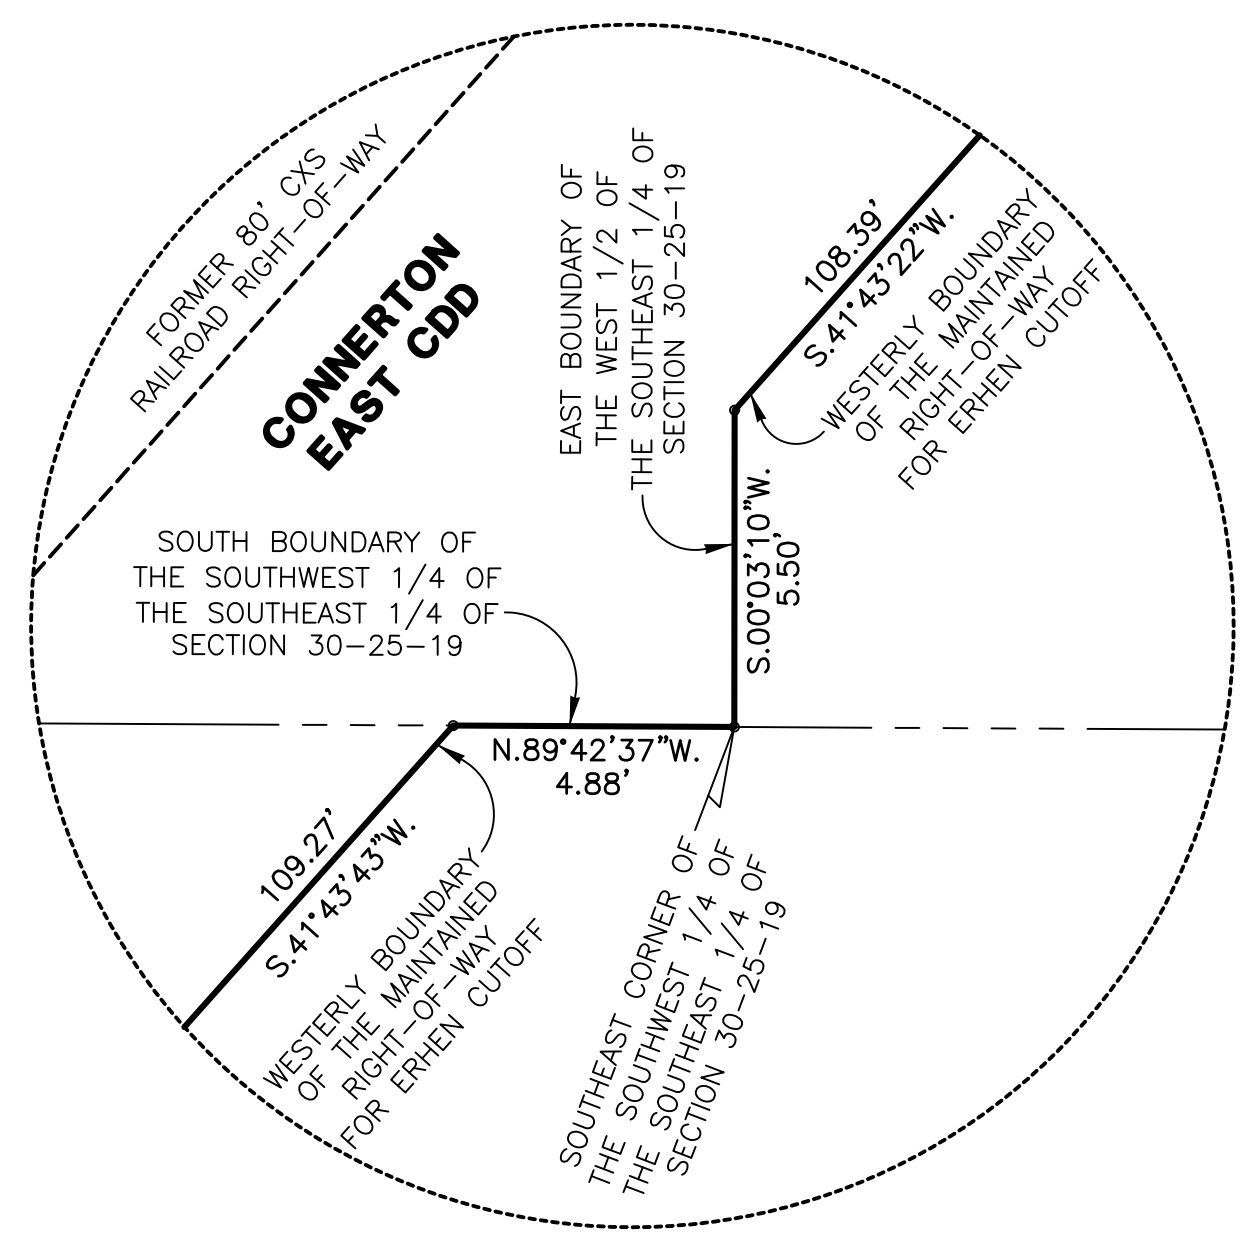 FORMER 80' CXS
RAILROAD RIGHT-OF-WAY
CONNERTON
EAST CDD
EAST BOUNDARY OF
THE WEST 1/2 OF
THE SOUTHEAST 1/4 OF
SECTION 30-25-19
108.39'
S.41°43'22"W.
WESTERLY BOUNDARY
OF THE MAINTAINED
RIGHT-OF-WAY
FOR ERHEN CUTOFF
S.00°03'10"W.
5.50'
SOUTH BOUNDARY OF
THE SOUTHWEST 1/4 OF
THE SOUTHEAST 1/4 OF
SECTION 30-25-19
N.89°42'37"W.
4.88'
109.27'
S.41°43'43"W.
WESTERLY BOUNDARY
OF THE MAINTAINED
RIGHT-OF-WAY
FOR ERHEN CUTOFF
SOUTHEAST CORNER OF
THE SOUTHWEST 1/4 OF
THE SOUTHEAST 1/4 OF
SECTION 30-25-19